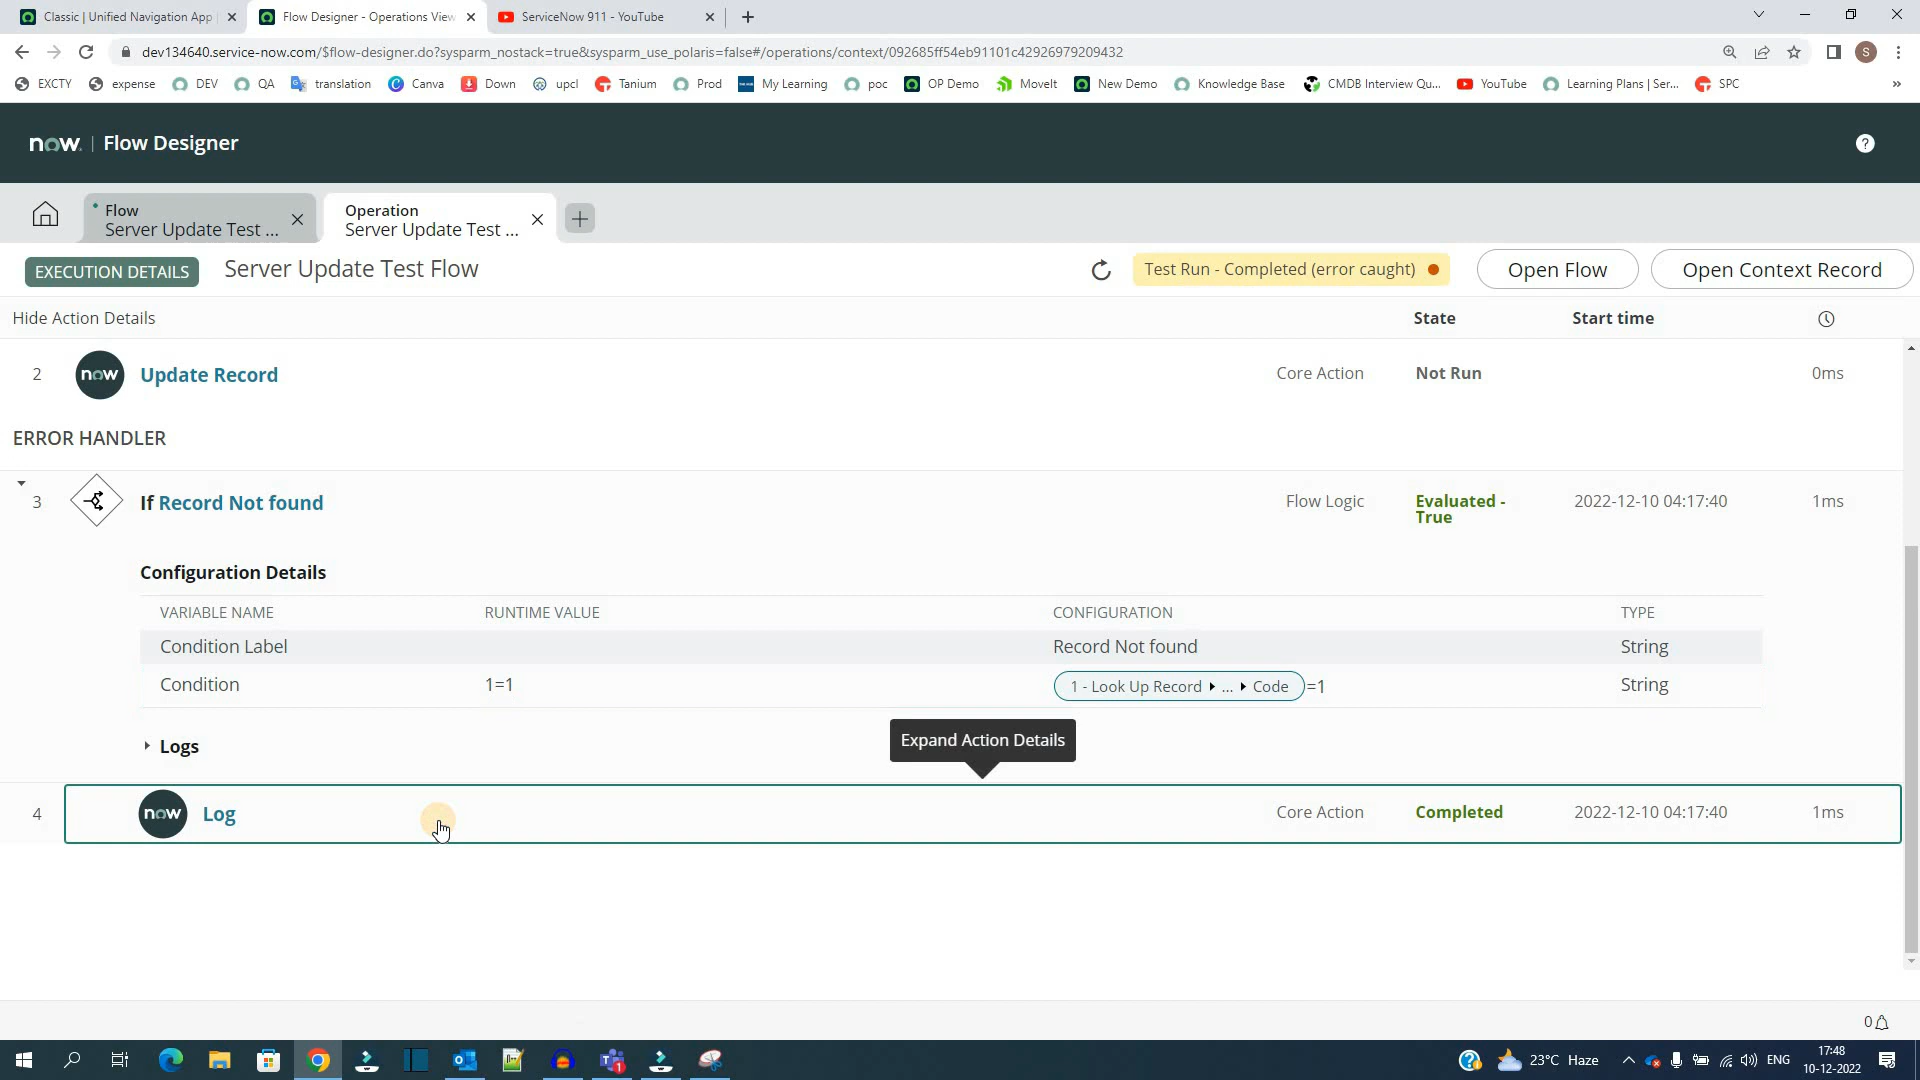 Classic | Unified Navigation App
Flow Designer - Operations View
ServiceNow 911 - YouTube
dev134640.service-now.com/$flow-designer.do?sysparm_nostack=true&sysparm_use_polaris=false#/operations/context/092685ff54eb91101c42926979209432
S
EXCTY
expense
DEV
QA
translation
Canva
Down
upcl
Tanium
Prod
My Learning
poc
OP Demo
MoveIt
New Demo
Knowledge Base
CMDB Interview Qu...
YouTube
Learning Plans | Ser...
SPC
»
now. | Flow Designer
?
Flow
Server Update Test ...
Operation
Server Update Test ...
EXECUTION DETAILS
Server Update Test Flow
Test Run - Completed (error caught)
Open Flow
Open Context Record
Hide Action Details
State
Start time
2
now
Update Record
Core Action
Not Run
0ms
ERROR HANDLER
3
If Record Not found
Flow Logic
Evaluated -
True
2022-12-10 04:17:40
1ms
Configuration Details
VARIABLE NAME
RUNTIME VALUE
CONFIGURATION
TYPE
Condition Label
Record Not found
String
Condition
1=1
1 - Look Up Record ▸ ... ▸ Code =1
String
Logs
Expand Action Details
4
now
Log
Core Action
Completed
2022-12-10 04:17:40
1ms
0
1
23°C Haze
ENG
17:48
10-12-2022